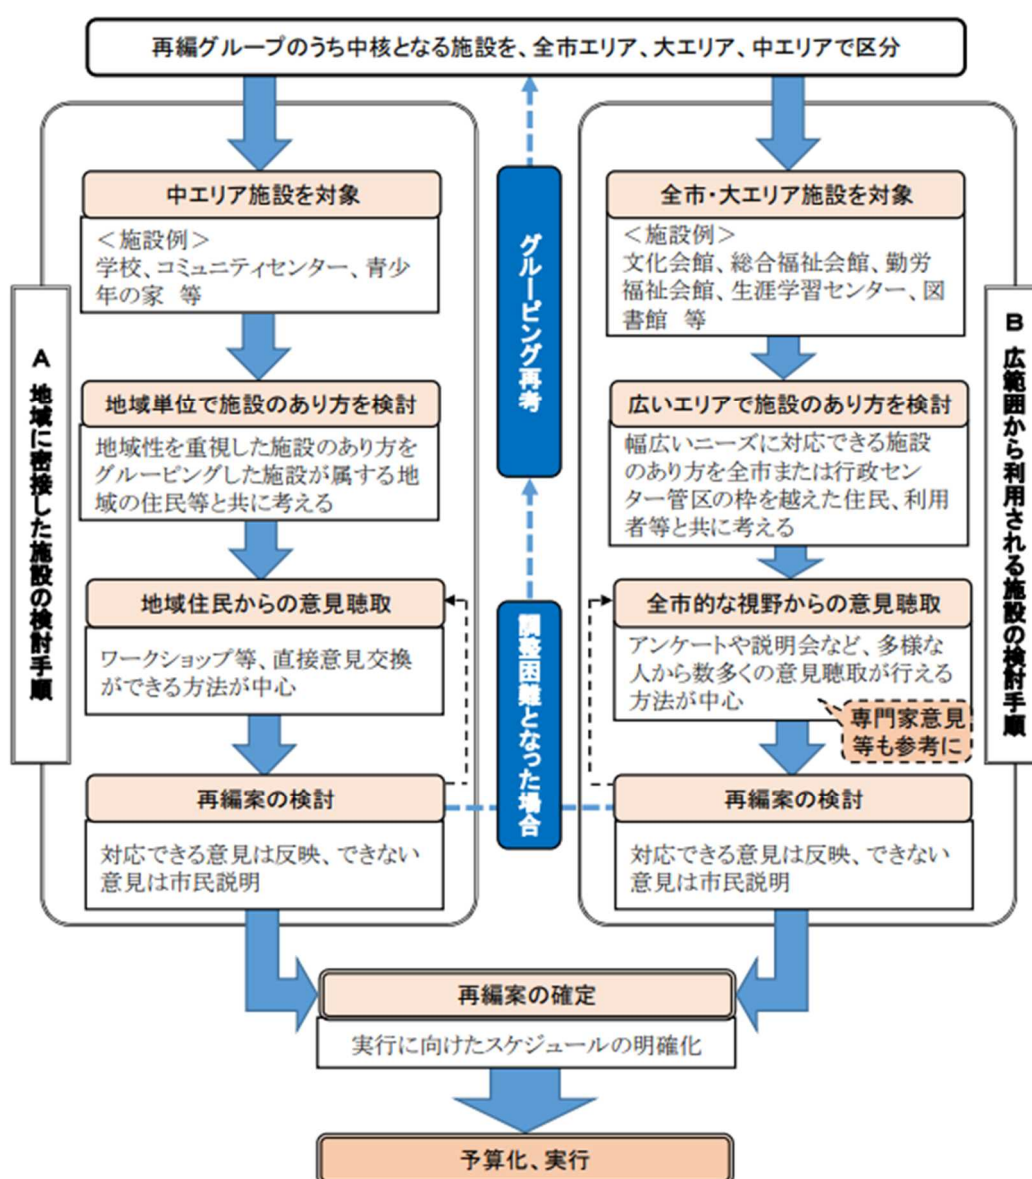 再編グループのうち中核となる施設を、全市エリア、大エリア、中エリアで区分
A 地域に密接した施設の検討手順
中エリア施設を対象
＜施設例＞
学校、コミュニティセンター、青少
年の家　等
地域単位で施設のあり方を検討
地域性を重視した施設のあり方を
グルーピングした施設が属する地
域の住民等と共に考える
地域住民からの意見聴取
ワークショップ等、直接意見交換
ができる方法が中心
再編案の検討
対応できる意見は反映、できない
意見は市民説明
グルーピング再考
調整困難となった場合
B 広範囲から利用される施設の検討手順
全市・大エリア施設を対象
＜施設例＞
文化会館、総合福祉会館、勤労
福祉会館、生涯学習センター、図
書館　等
広いエリアで施設のあり方を検討
幅広いニーズに対応できる施設
のあり方を全市または行政セン
ター管区の枠を越えた住民、利用
者等と共に考える
全市的な視野からの意見聴取
アンケートや説明会など、多様な
人から数多くの意見聴取が行える
方法が中心
専門家意見
等も参考に
再編案の検討
対応できる意見は反映、できない
意見は市民説明
再編案の確定
実行に向けたスケジュールの明確化
予算化、実行